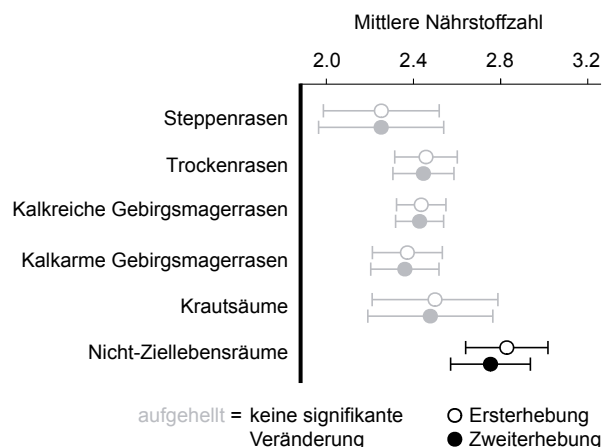 Mittlere Nährstoffzahl
2.0 2.4 2.8 3.2
Steppenrasen
Trockenrasen
Kalkreiche Gebirgsmagerrasen
Kalkarme Gebirgsmagerrasen
Krautsäume
Nicht-Ziellebensräume
aufgehellt = keine signifikante
Veränderung
Ersterhebung
Zweiterhebung